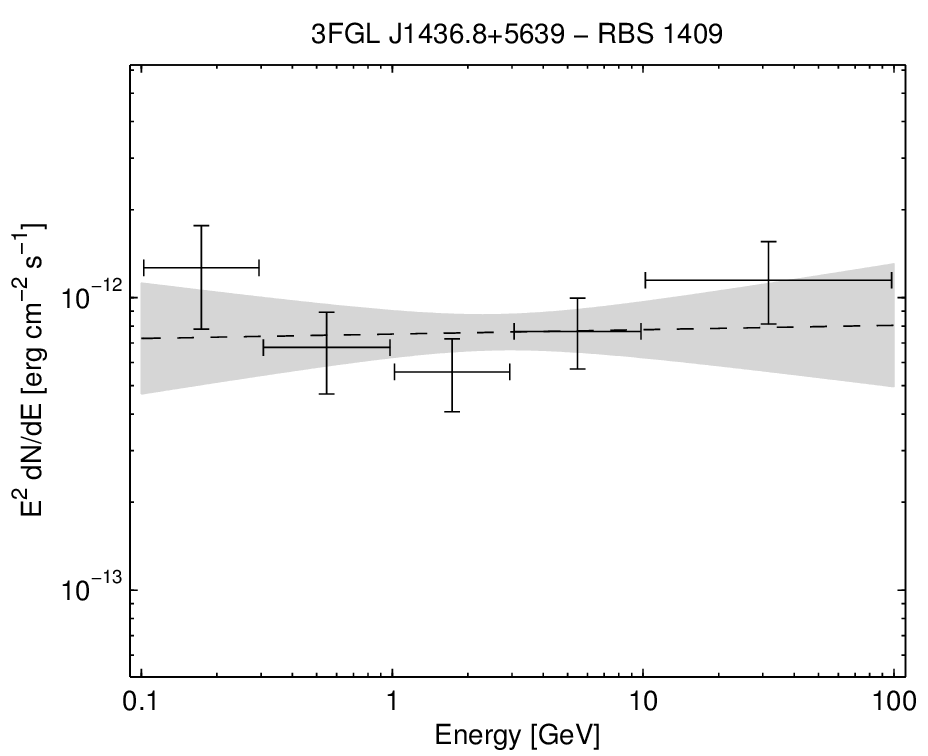 3FGL J1436.8+5639 − RBS 1409
E² dN/dE [erg cm⁻² s⁻¹]
10⁻¹²
10⁻¹³
0.1 1 10 100
Energy [GeV]